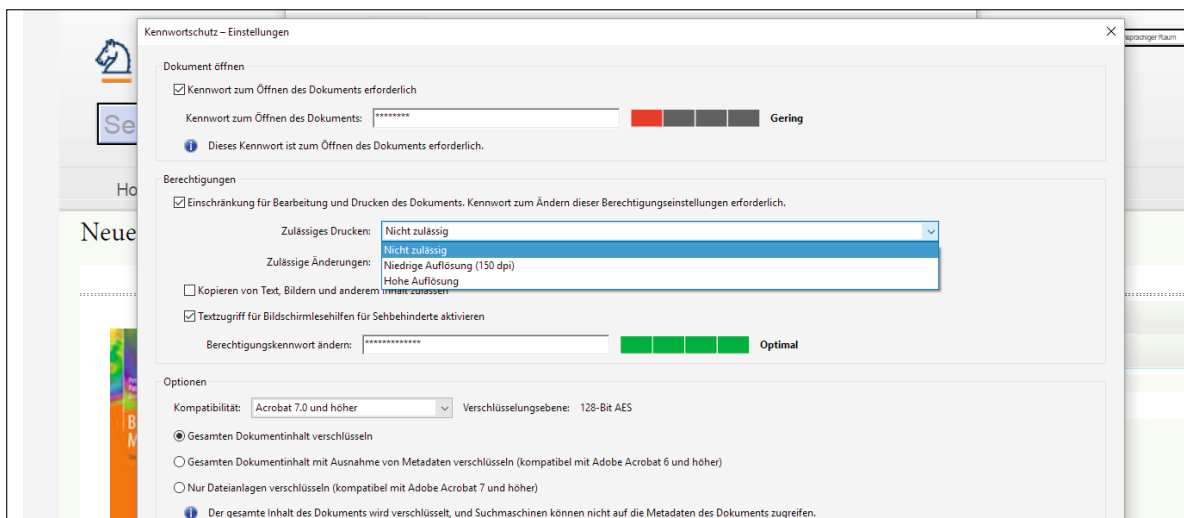 Kennwortschutz – Einstellungen
nsprachiger Raum
Dokument öffnen
Kennwort zum Öffnen des Dokuments erforderlich
Se
Kennwort zum Öffnen des Dokuments: ******** Gering
Dieses Kennwort ist zum Öffnen des Dokuments erforderlich.
Ho
Berechtigungen
Einschränkung für Bearbeitung und Drucken des Dokuments. Kennwort zum Ändern dieser Berechtigungseinstellungen erforderlich.
Neue
Zulässiges Drucken: Nicht zulässig
Nicht zulässig
Zulässige Änderungen: Niedrige Auflösung (150 dpi)
Hohe Auflösung
Kopieren von Text, Bildern und anderem Inhalt zulassen
Textzugriff für Bildschirmlesehilfen für Sehbehinderte aktivieren
Berechtigungskennwort ändern: ************* Optimal
Optionen
Kompatibilität: Acrobat 7.0 und höher Verschlüsselungsebene: 128-Bit AES
B
M
Gesamten Dokumentinhalt verschlüsseln
Gesamten Dokumentinhalt mit Ausnahme von Metadaten verschlüsseln (kompatibel mit Adobe Acrobat 6 und höher)
Nur Dateianlagen verschlüsseln (kompatibel mit Adobe Acrobat 7 und höher)
Der gesamte Inhalt des Dokuments wird verschlüsselt, und Suchmaschinen können nicht auf die Metadaten des Dokuments zugreifen.